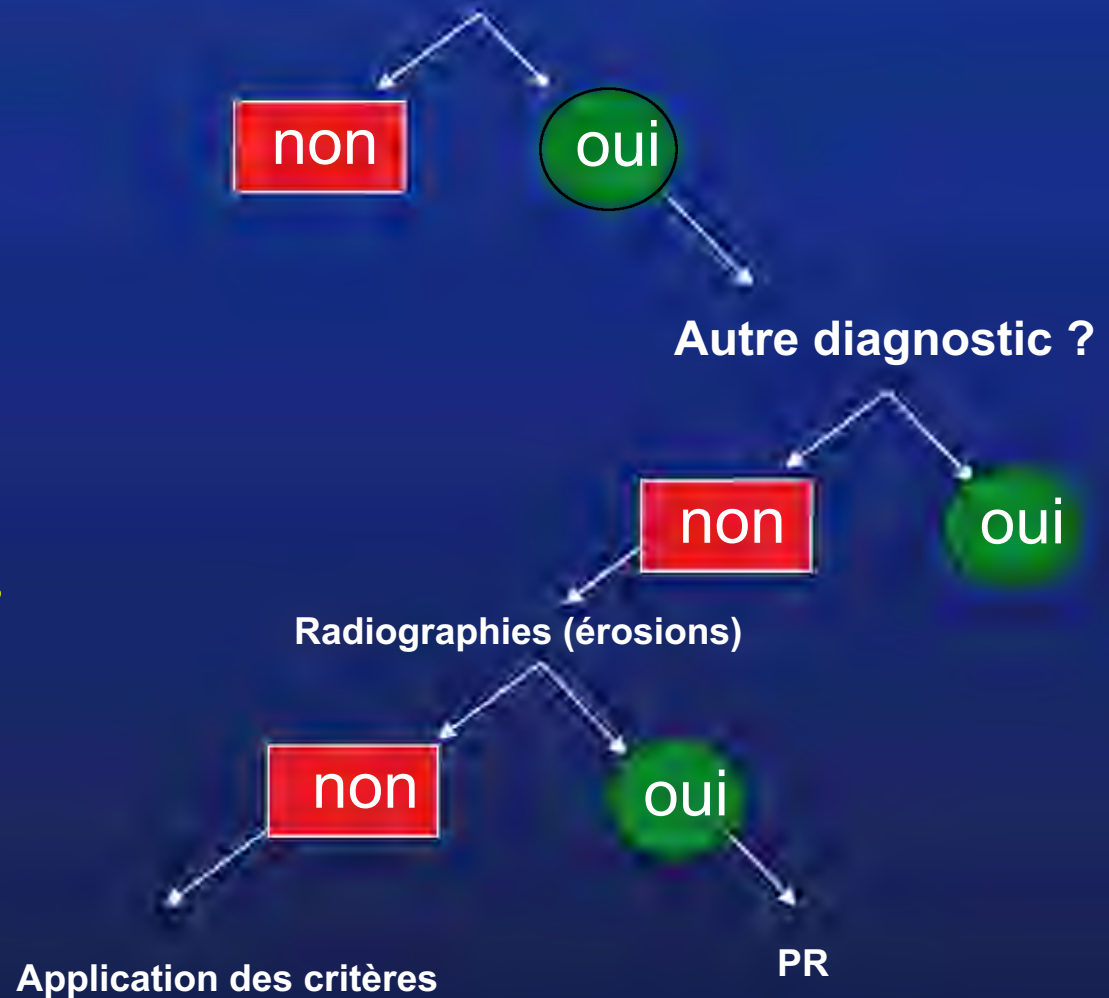 non
oui
Autre diagnostic ?
non
oui
Radiographies (érosions)
non
oui
Application des critères
PR